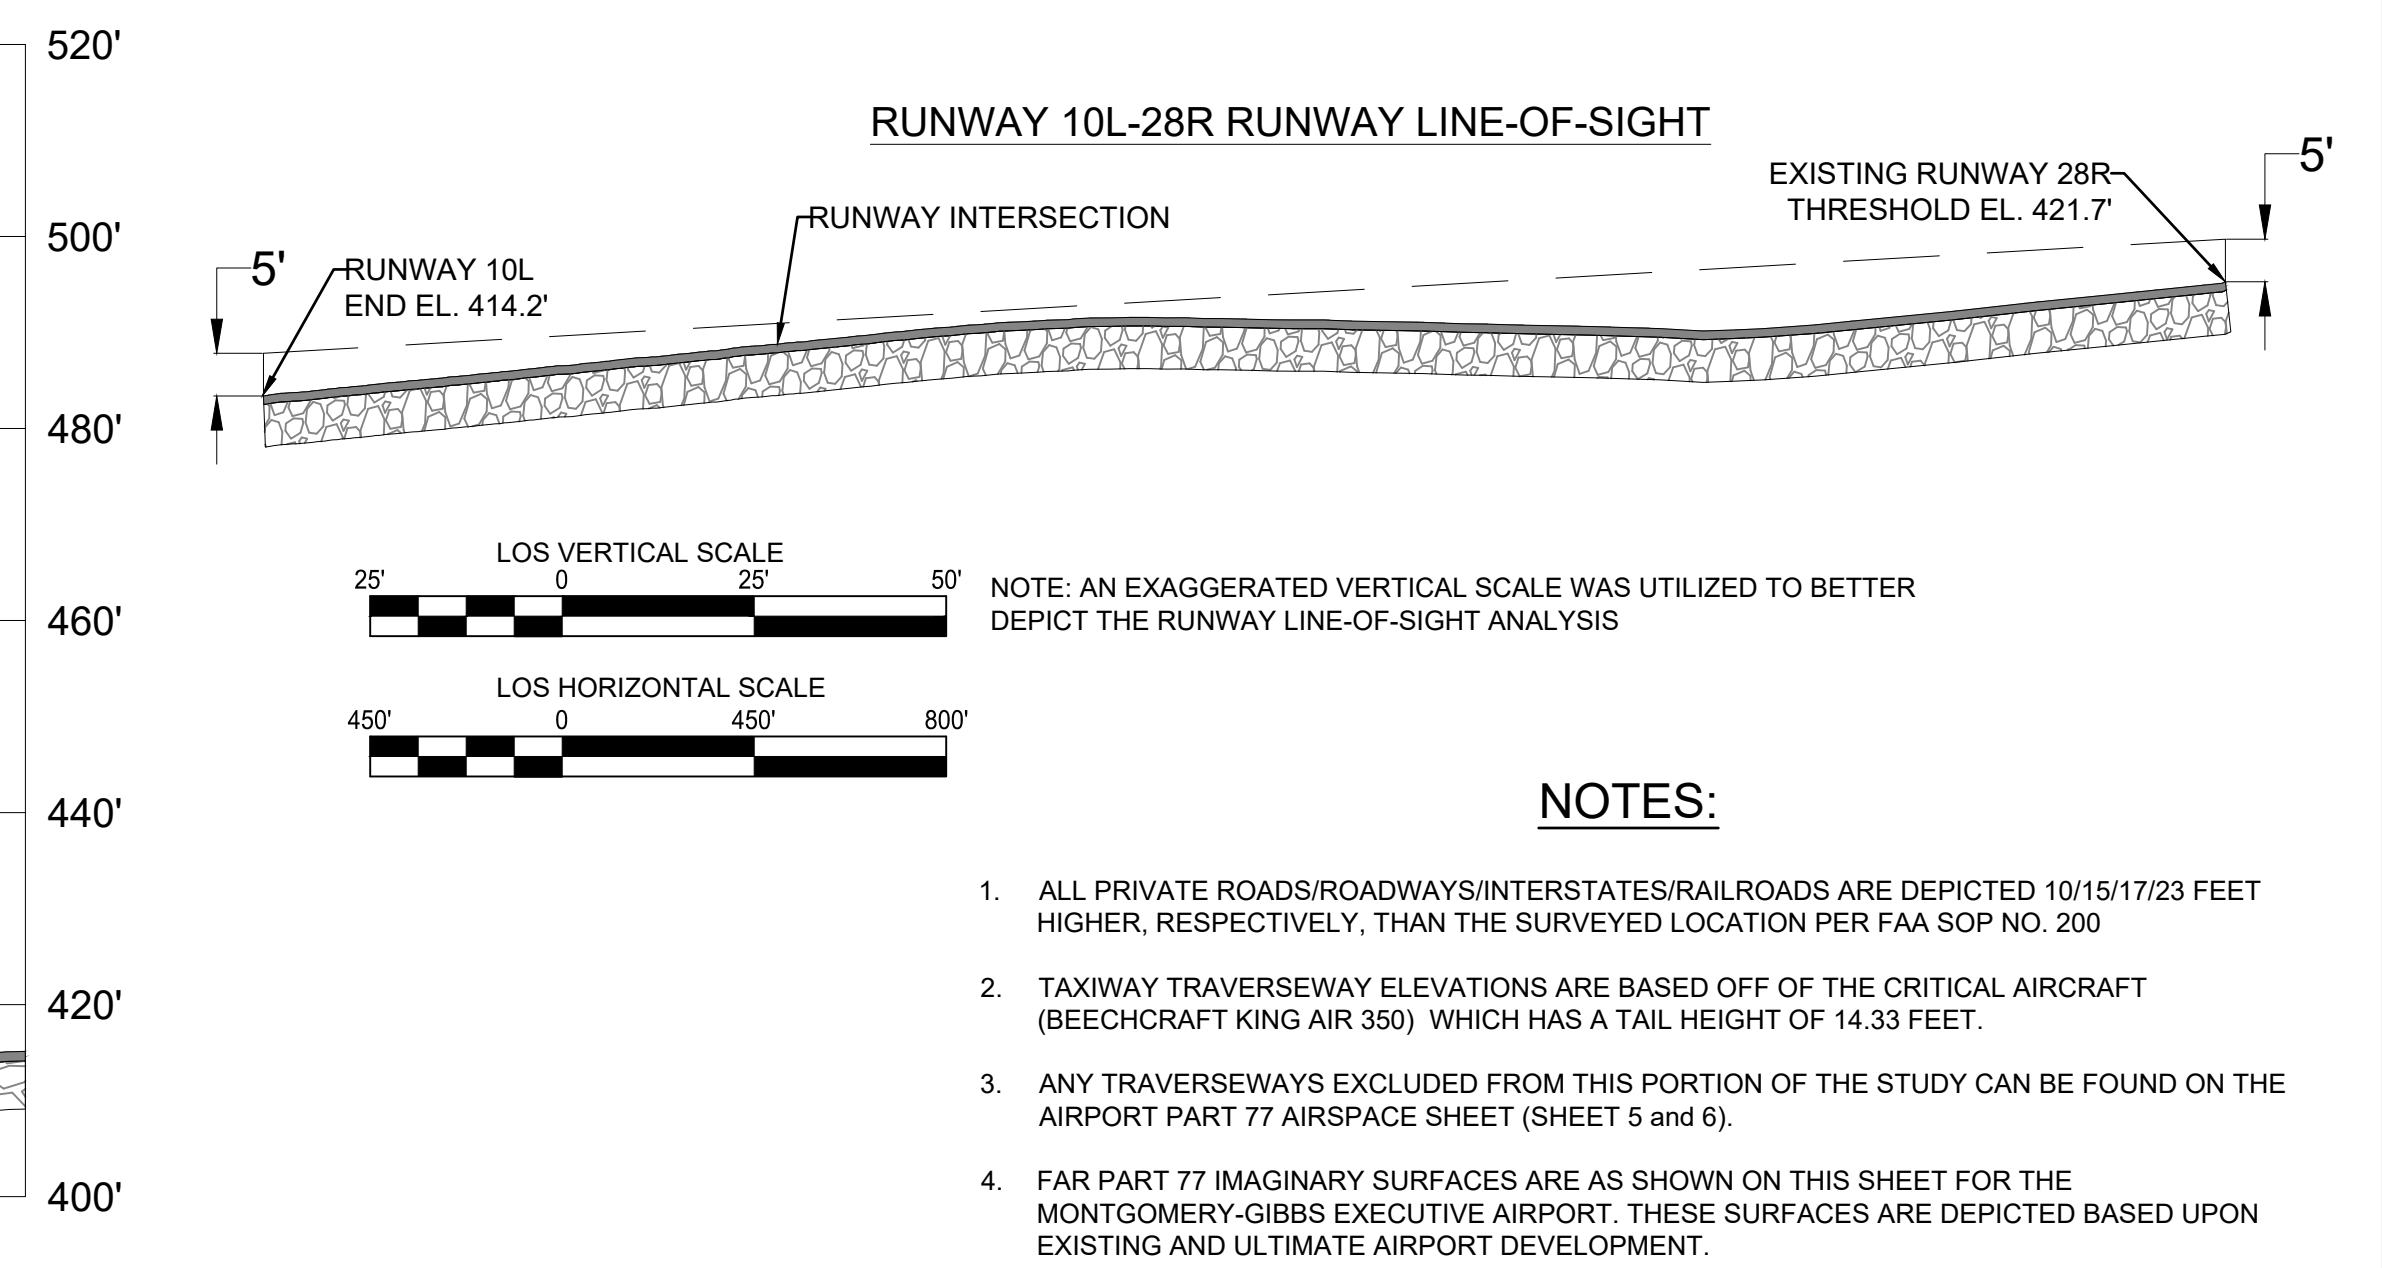 520'
500'
480'
460'
440'
420'
400'
RUNWAY 10L-28R RUNWAY LINE-OF-SIGHT
5'
RUNWAY 10L
END EL. 414.2'
RUNWAY INTERSECTION
EXISTING RUNWAY 28R
THRESHOLD EL. 421.7'
5'
LOS VERTICAL SCALE
25' 0 25' 50'
NOTE: AN EXAGGERATED VERTICAL SCALE WAS UTILIZED TO BETTER
DEPICT THE RUNWAY LINE-OF-SIGHT ANALYSIS
LOS HORIZONTAL SCALE
450' 0 450' 800'
NOTES:
1. ALL PRIVATE ROADS/ROADWAYS/INTERSTATES/RAILROADS ARE DEPICTED 10/15/17/23 FEET
HIGHER, RESPECTIVELY, THAN THE SURVEYED LOCATION PER FAA SOP NO. 200
2. TAXIWAY TRAVERSEWAY ELEVATIONS ARE BASED OFF OF THE CRITICAL AIRCRAFT
(BEECHCRAFT KING AIR 350) WHICH HAS A TAIL HEIGHT OF 14.33 FEET.
3. ANY TRAVERSEWAYS EXCLUDED FROM THIS PORTION OF THE STUDY CAN BE FOUND ON THE
AIRPORT PART 77 AIRSPACE SHEET (SHEET 5 and 6).
4. FAR PART 77 IMAGINARY SURFACES ARE AS SHOWN ON THIS SHEET FOR THE
MONTGOMERY-GIBBS EXECUTIVE AIRPORT. THESE SURFACES ARE DEPICTED BASED UPON
EXISTING AND ULTIMATE AIRPORT DEVELOPMENT.